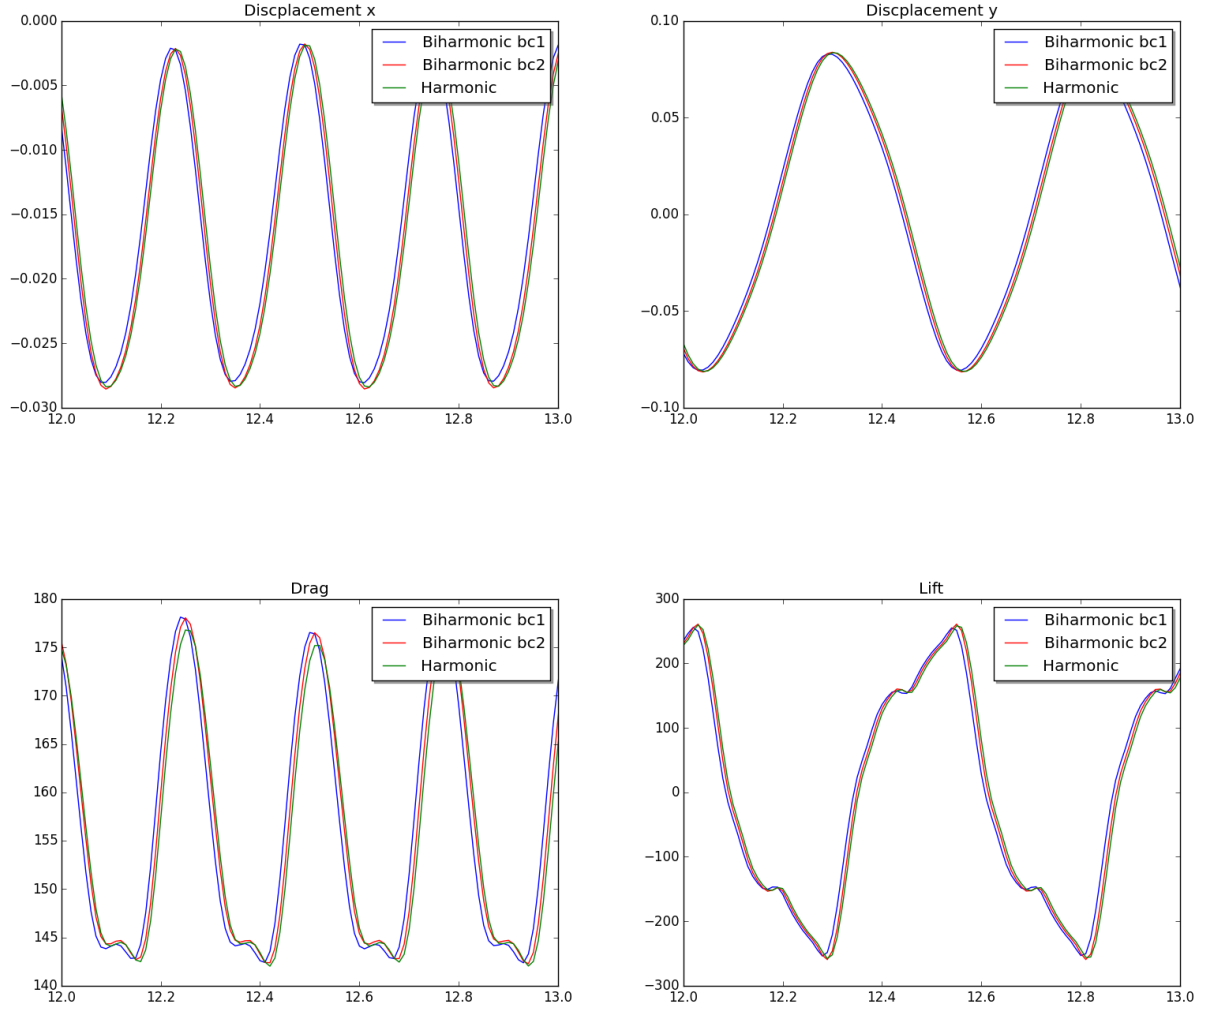 Discplacement x
0.000
−0.005
−0.010
−0.015
−0.020
−0.025
−0.030
12.0 12.2 12.4 12.6 12.8 13.0
Biharmonic bc1
Biharmonic bc2
Harmonic
Discplacement y
0.10
0.05
0.00
−0.05
−0.10
12.0 12.2 12.4 12.6 12.8 13.0
Biharmonic bc1
Biharmonic bc2
Harmonic
Drag
180
175
170
165
160
155
150
145
140
12.0 12.2 12.4 12.6 12.8 13.0
Biharmonic bc1
Biharmonic bc2
Harmonic
Lift
300
200
100
0
−100
−200
−300
12.0 12.2 12.4 12.6 12.8 13.0
Biharmonic bc1
Biharmonic bc2
Harmonic